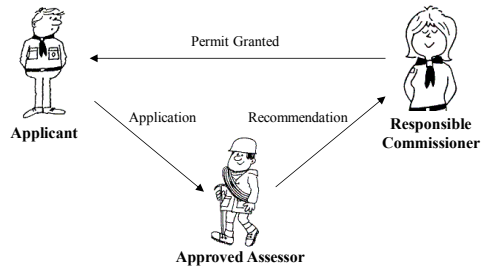 Permit Granted
Application
Recommendation
Applicant
Responsible
Commissioner
Approved Assessor